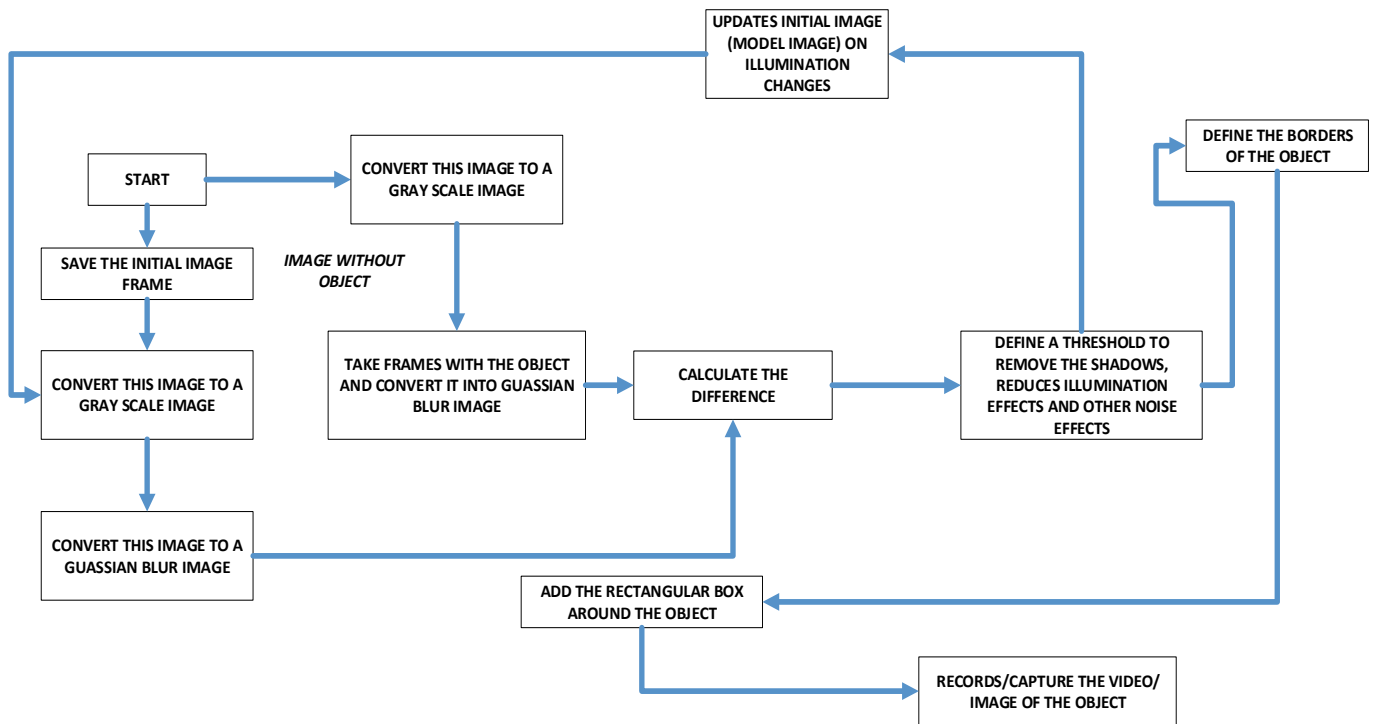 UPDATES INITIAL IMAGE
(MODEL IMAGE) ON
ILLUMINATION
CHANGES
DEFINE THE BORDERS
OF THE OBJECT
START
CONVERT THIS IMAGE TO A
GRAY SCALE IMAGE
SAVE THE INITIAL IMAGE
FRAME
IMAGE WITHOUT
OBJECT
CONVERT THIS IMAGE TO A
GRAY SCALE IMAGE
TAKE FRAMES WITH THE OBJECT
AND CONVERT IT INTO GUASSIAN
BLUR IMAGE
CALCULATE THE
DIFFERENCE
DEFINE A THRESHOLD TO
REMOVE THE SHADOWS,
REDUCES ILLUMINATION
EFFECTS AND OTHER NOISE
EFFECTS
CONVERT THIS IMAGE TO A
GUASSIAN BLUR IMAGE
ADD THE RECTANGULAR BOX
AROUND THE OBJECT
RECORDS/CAPTURE THE VIDEO/
IMAGE OF THE OBJECT